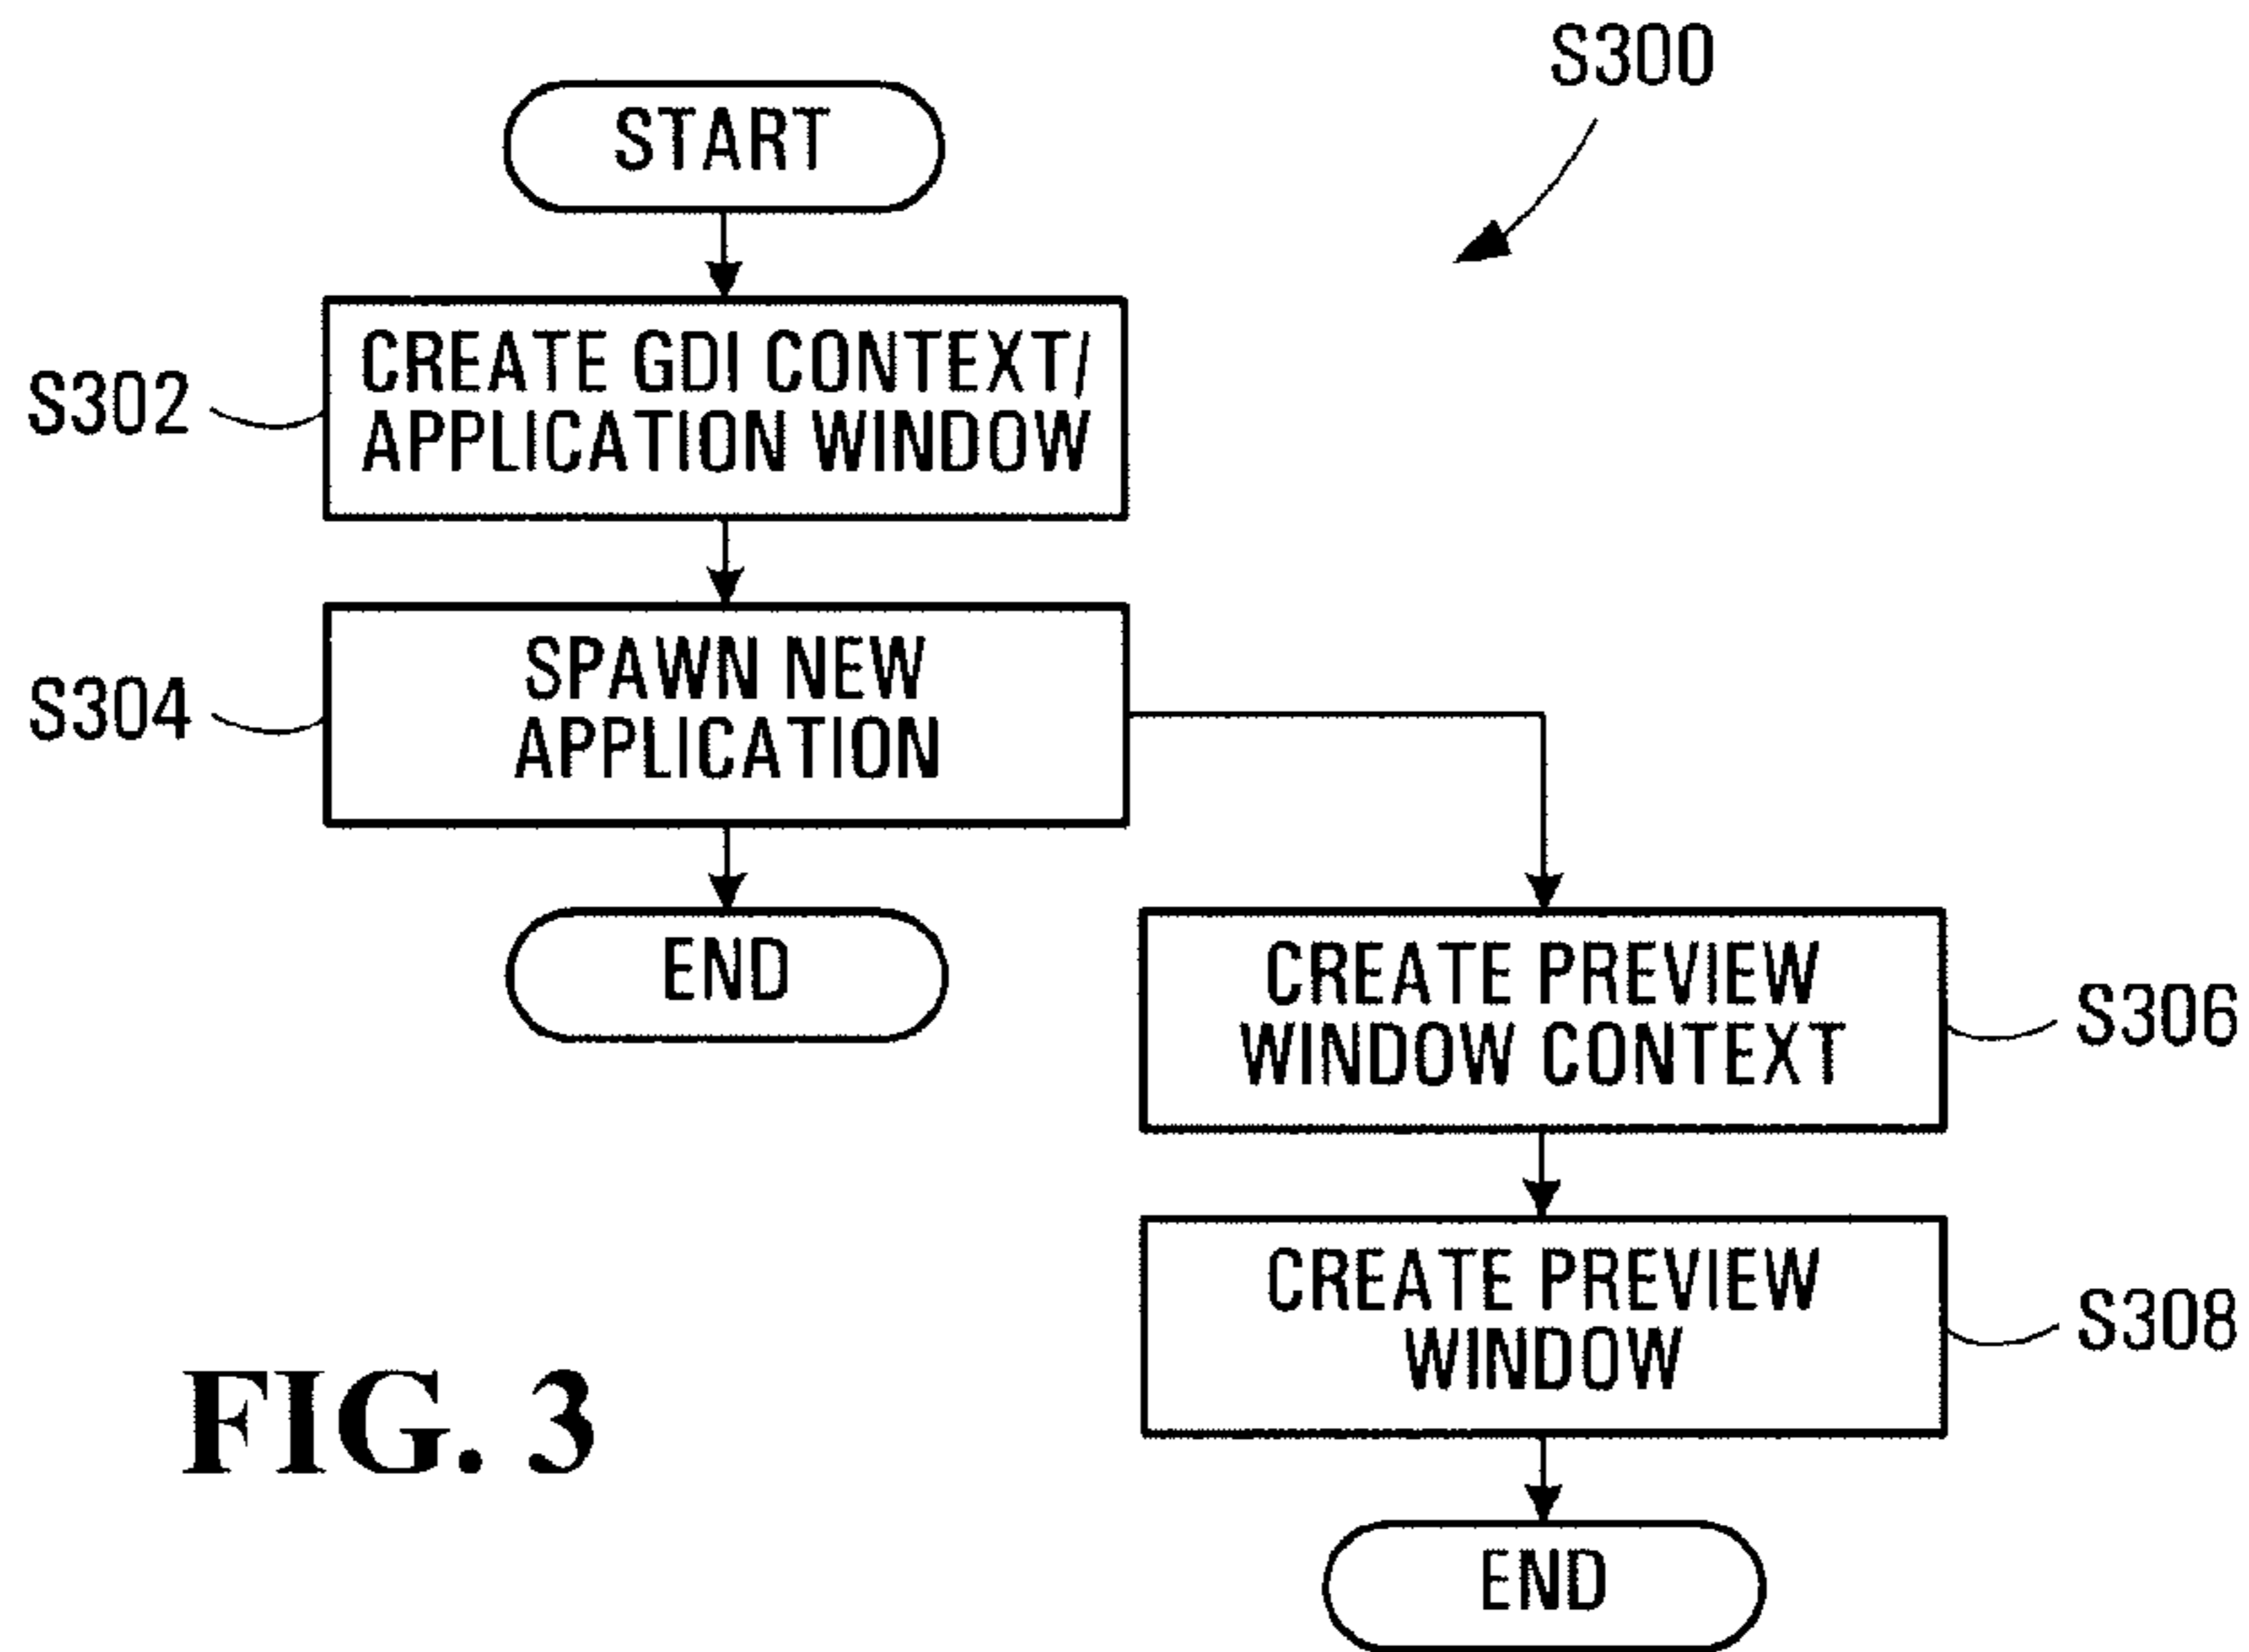 S300
START
S302
CREATE GDI CONTEXT/
APPLICATION WINDOW
S304
SPAWN NEW
APPLICATION
END
CREATE PREVIEW
WINDOW CONTEXT
S306
CREATE PREVIEW
WINDOW
S308
FIG. 3
END